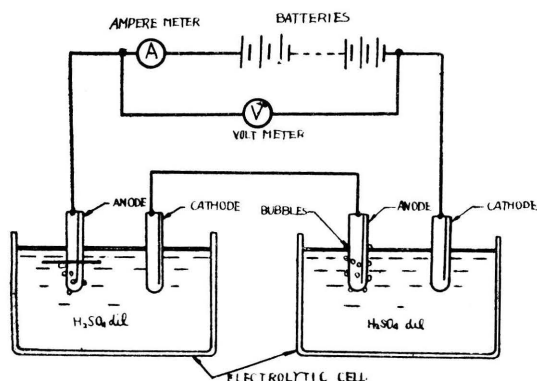 AMPERE METER
BATTERIES
A
V
VOLT METER
ANODE
CATHODE
BUBBLES
ANODE
CATHODE
H₂SO₄ dil
H₂SO₄ dil
ELECTROLYTIC CELL